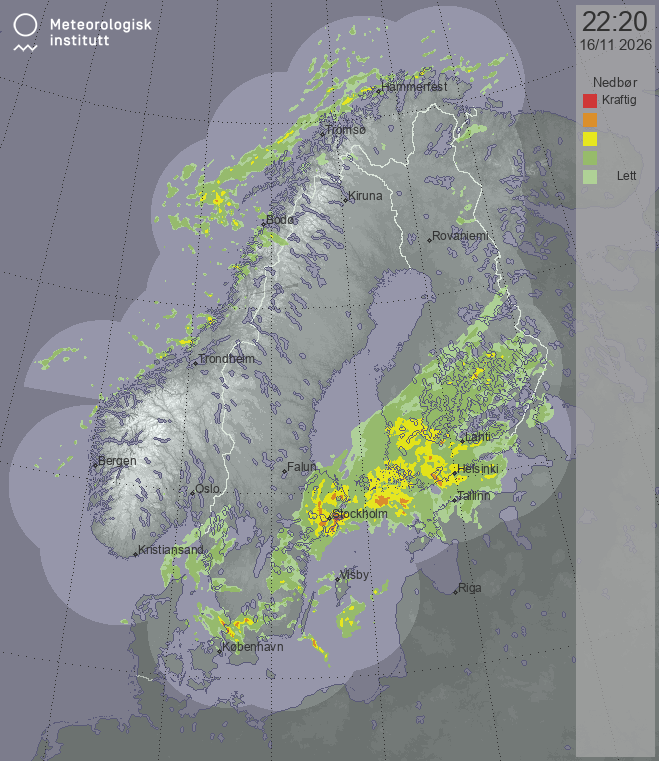 Meteorologisk
institutt
22:20
16/11 2026
Nedbør
Kraftig
Lett
Hammerfest
Tromsø
Kiruna
Bodø
Rovaniemi
Trondheim
Lahti
Bergen
Falun
Helsinki
Oslo
Tallinn
Stockholm
Kristiansand
Visby
Riga
København